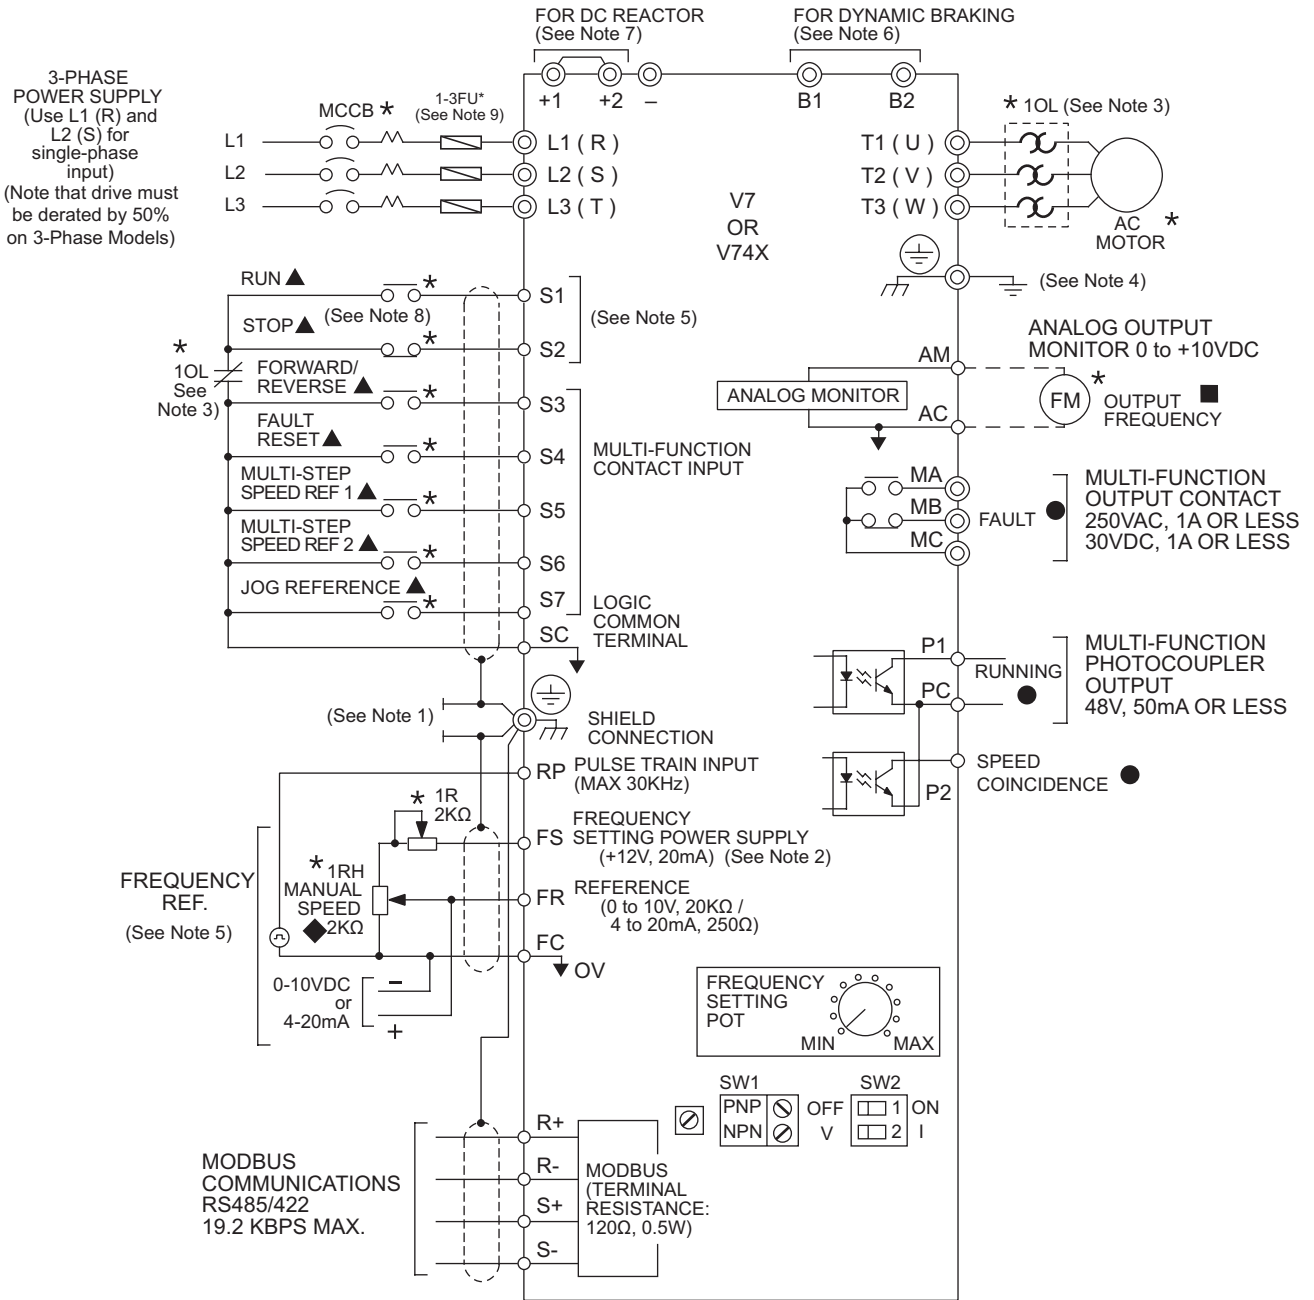 FOR DC REACTOR
(See Note 7)
FOR DYNAMIC BRAKING
(See Note 6)
+1
+2
–
B1
B2
3-PHASE
POWER SUPPLY
(Use L1 (R) and
L2 (S) for
single-phase
input)
(Note that drive must
be derated by 50%
on 3-Phase Models)
MCCB *
1-3FU*
(See Note 9)
L1
L2
L3
L1 ( R )
L2 ( S )
L3 ( T )
V7
OR
V74X
T1 ( U )
T2 ( V )
T3 ( W )
* 1OL (See Note 3)
AC
MOTOR *
(See Note 4)
RUN ▲
*
(See Note 8)
S1
STOP ▲
*
S2
(See Note 5)
*
1OL
See
Note 3)
FORWARD/
REVERSE ▲
*
S3
FAULT
RESET ▲
*
S4
MULTI-STEP
SPEED REF 1 ▲
*
S5
MULTI-STEP
SPEED REF 2 ▲
*
S6
JOG REFERENCE ▲
*
S7
SC
MULTI-FUNCTION
CONTACT INPUT
LOGIC
COMMON
TERMINAL
(See Note 1)
SHIELD
CONNECTION
AM
ANALOG MONITOR
AC
ANALOG OUTPUT
MONITOR 0 to +10VDC
FM
*
OUTPUT ■
FREQUENCY
MA
MB
MC
FAULT ●
MULTI-FUNCTION
OUTPUT CONTACT
250VAC, 1A OR LESS
30VDC, 1A OR LESS
P1
PC
RUNNING
●
MULTI-FUNCTION
PHOTOCOUPLER
OUTPUT
48V, 50mA OR LESS
P2
SPEED
COINCIDENCE ●
RP
PULSE TRAIN INPUT
(MAX 30KHz)
* 1R
2KΩ
FS
FREQUENCY
SETTING POWER SUPPLY
(+12V, 20mA) (See Note 2)
FREQUENCY
REF.
(See Note 5)
* 1RH
MANUAL
SPEED
◆ 2KΩ
FR
REFERENCE
(0 to 10V, 20KΩ /
4 to 20mA, 250Ω)
FC
OV
0-10VDC
or
4-20mA
–
+
FREQUENCY
SETTING
POT
MIN
MAX
SW1
PNP
NPN
SW2
OFF
1
ON
V
2
I
MODBUS
COMMUNICATIONS
RS485/422
19.2 KBPS MAX.
R+
R-
S+
S-
MODBUS
(TERMINAL
RESISTANCE:
120Ω, 0.5W)